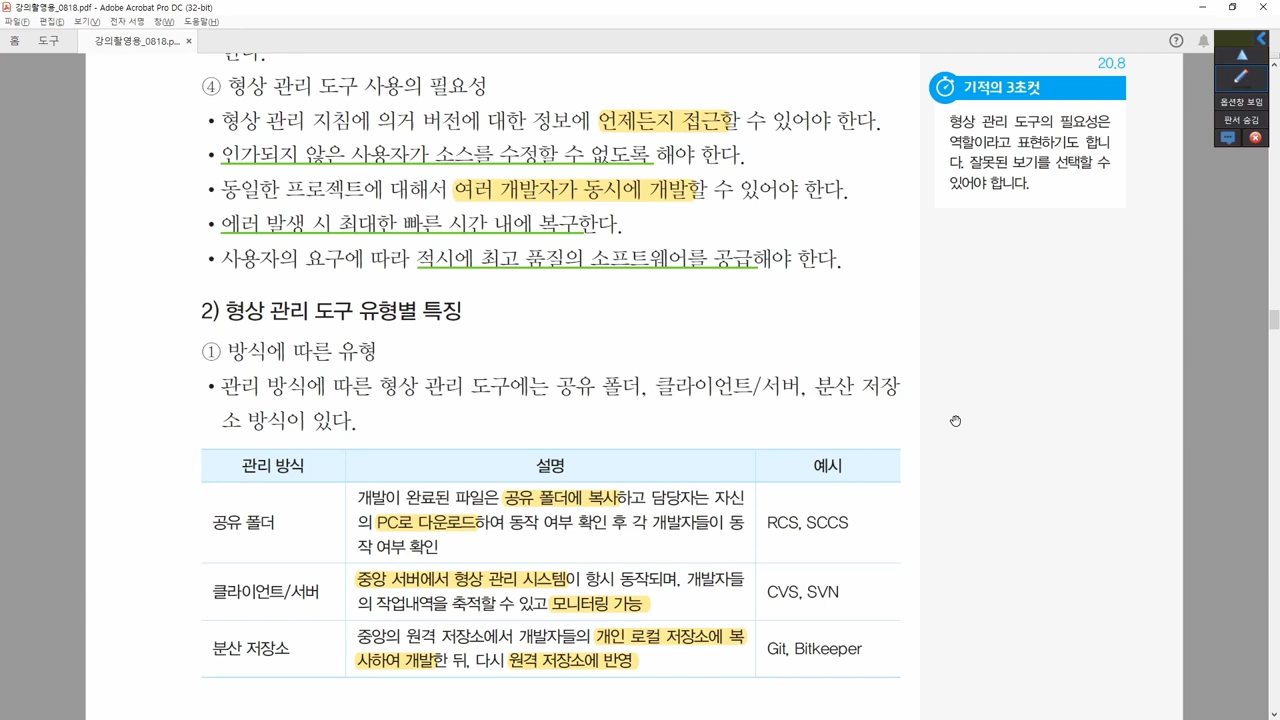 강의촬영용_0818.pdf - Adobe Acrobat Pro DC (32-bit)
파일(F) 편집(E) 보기(V) 전자 서명 창(W) 도움말(H)
홈 도구 강의촬영용_0818.p... ×
한다.
④ 형상 관리 도구 사용의 필요성
• 형상 관리 지침에 의거 버전에 대한 정보에 언제든지 접근할 수 있어야 한다.
• 인가되지 않은 사용자가 소스를 수정할 수 없도록 해야 한다.
• 동일한 프로젝트에 대해서 여러 개발자가 동시에 개발할 수 있어야 한다.
• 에러 발생 시 최대한 빠른 시간 내에 복구한다.
• 사용자의 요구에 따라 적시에 최고 품질의 소프트웨어를 공급해야 한다.
20.8
기적의 3초컷
형상 관리 도구의 필요성은
역할이라고 표현하기도 합니
다. 잘못된 보기를 선택할 수
있어야 합니다.
옵션창 보임
판서 숨김
2) 형상 관리 도구 유형별 특징
① 방식에 따른 유형
• 관리 방식에 따른 형상 관리 도구에는 공유 폴더, 클라이언트/서버, 분산 저장
소 방식이 있다.
관리 방식 설명 예시
공유 폴더
개발이 완료된 파일은 공유 폴더에 복사하고 담당자는 자신
의 PC로 다운로드하여 동작 여부 확인 후 각 개발자들이 동
작 여부 확인
RCS, SCCS
클라이언트/서버
중앙 서버에서 형상 관리 시스템이 항시 동작되며, 개발자들
의 작업내역을 축적할 수 있고 모니터링 가능
CVS, SVN
분산 저장소
중앙의 원격 저장소에서 개발자들의 개인 로컬 저장소에 복
사하여 개발한 뒤, 다시 원격 저장소에 반영
Git, Bitkeeper